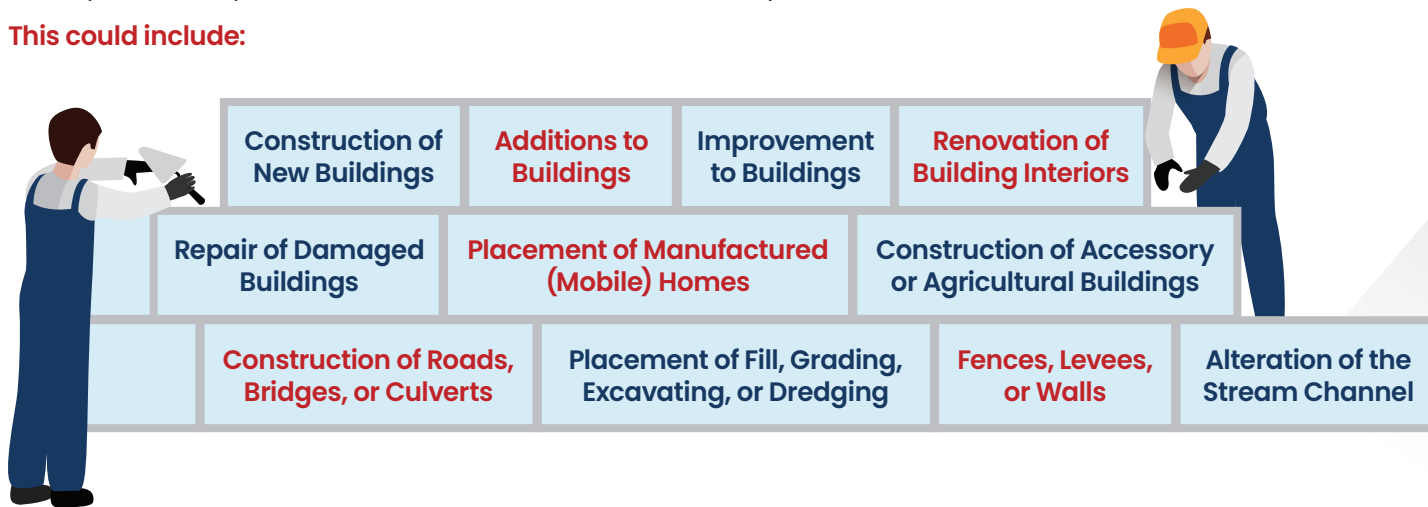 This could include:
Construction of
New Buildings
Additions to
Buildings
Improvement
to Buildings
Renovation of
Building Interiors
Repair of Damaged
Buildings
Placement of Manufactured
(Mobile) Homes
Construction of Accessory
or Agricultural Buildings
Construction of Roads,
Bridges, or Culverts
Placement of Fill, Grading,
Excavating, or Dredging
Fences, Levees,
or Walls
Alteration of the
Stream Channel